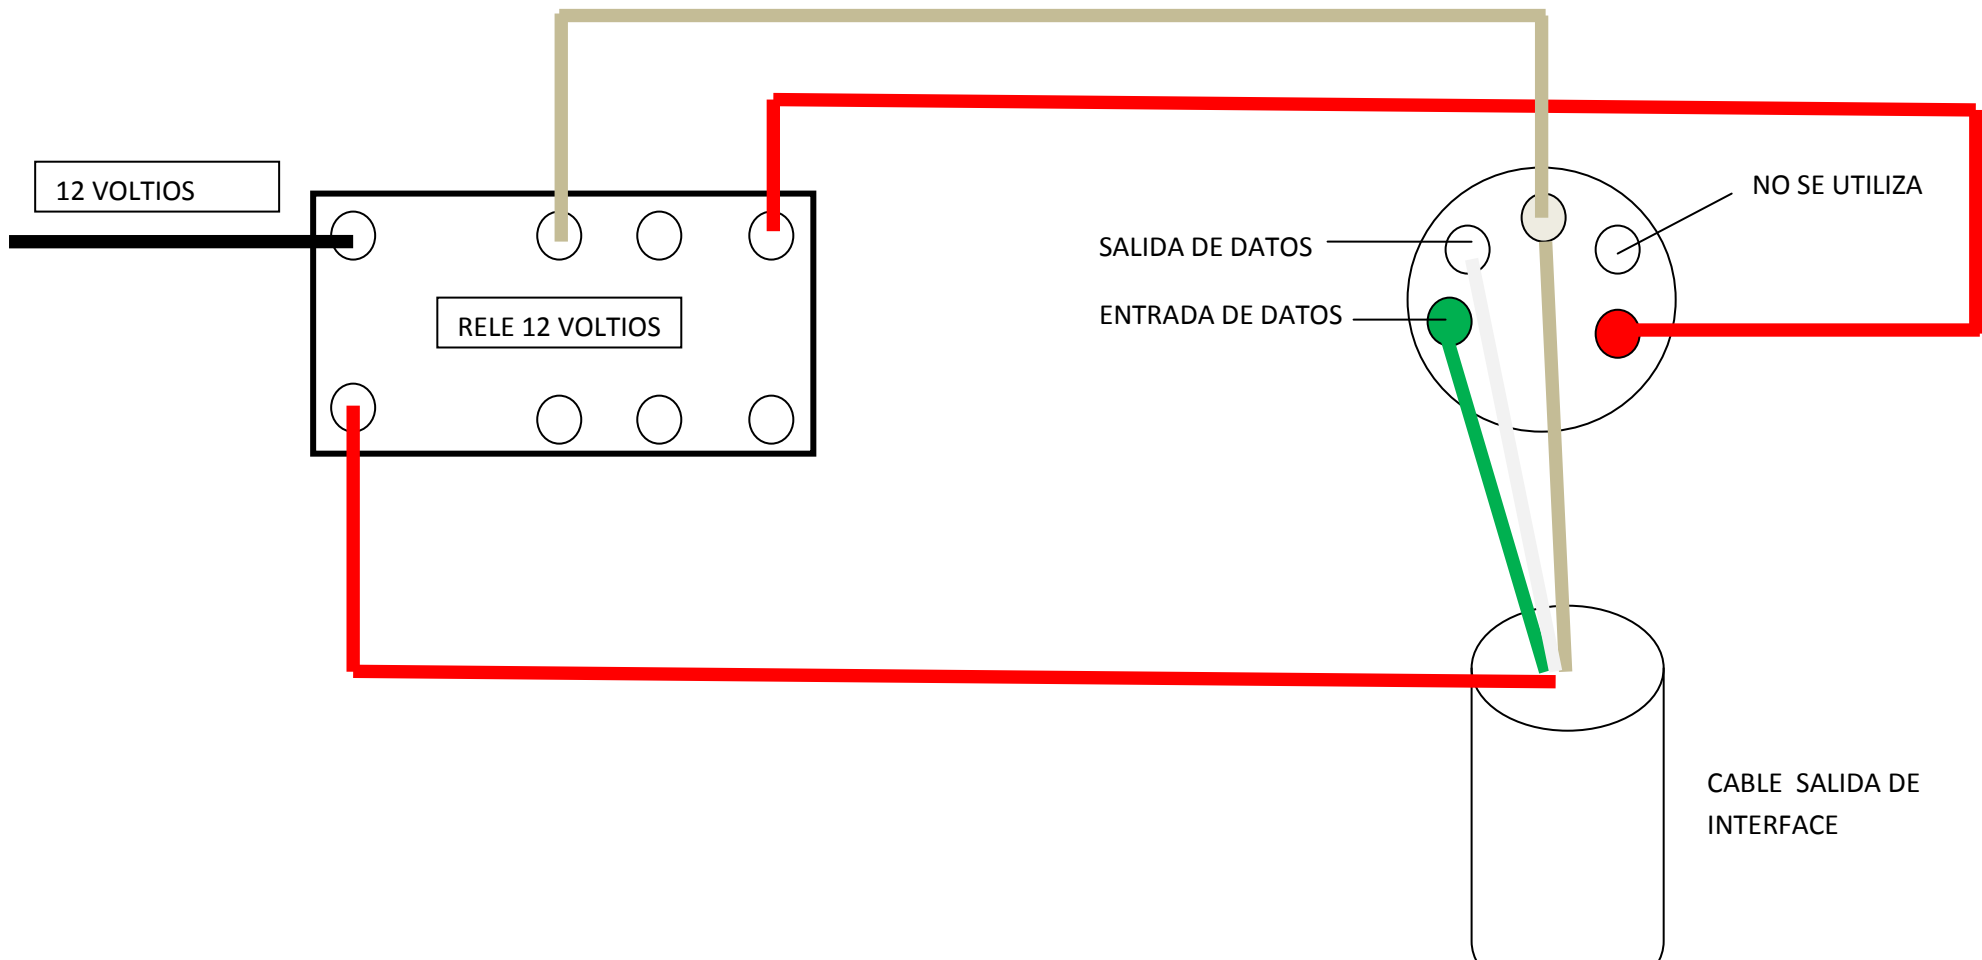 12 VOLTIOS
NO SE UTILIZA
SALIDA DE DATOS
ENTRADA DE DATOS
RELE 12 VOLTIOS
CABLE  SALIDA DE
INTERFACE